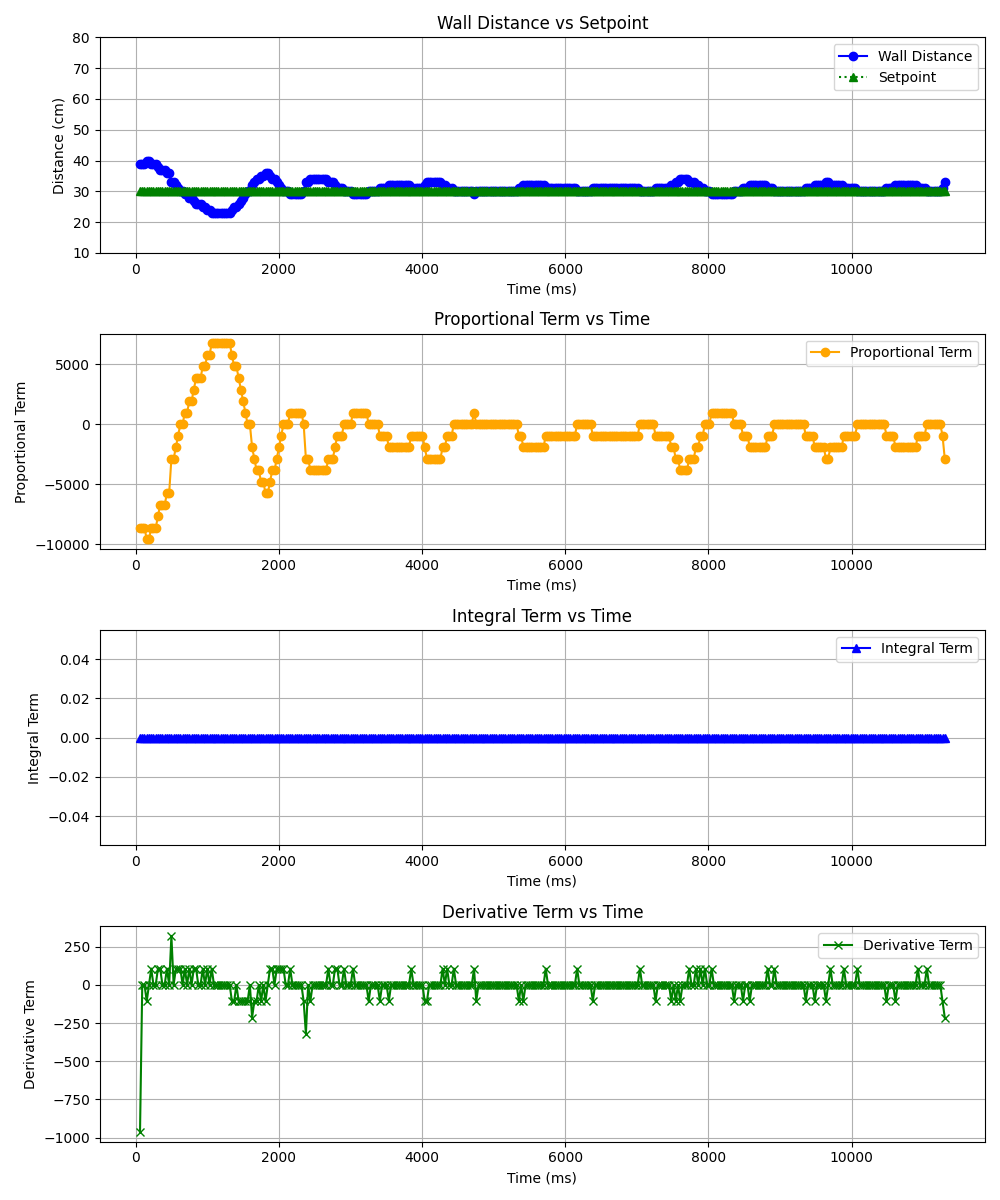 Wall Distance vs Setpoint
80
70
60
50
40
30
20
10
Distance (cm)
Wall Distance
Setpoint
0 2000 4000 6000 8000 10000
Time (ms)
Proportional Term vs Time
5000
0
−5000
−10000
Proportional Term
Proportional Term
0 2000 4000 6000 8000 10000
Time (ms)
Integral Term vs Time
0.04
0.02
0.00
−0.02
−0.04
Integral Term
Integral Term
0 2000 4000 6000 8000 10000
Time (ms)
Derivative Term vs Time
250
0
−250
−500
−750
−1000
Derivative Term
Derivative Term
0 2000 4000 6000 8000 10000
Time (ms)